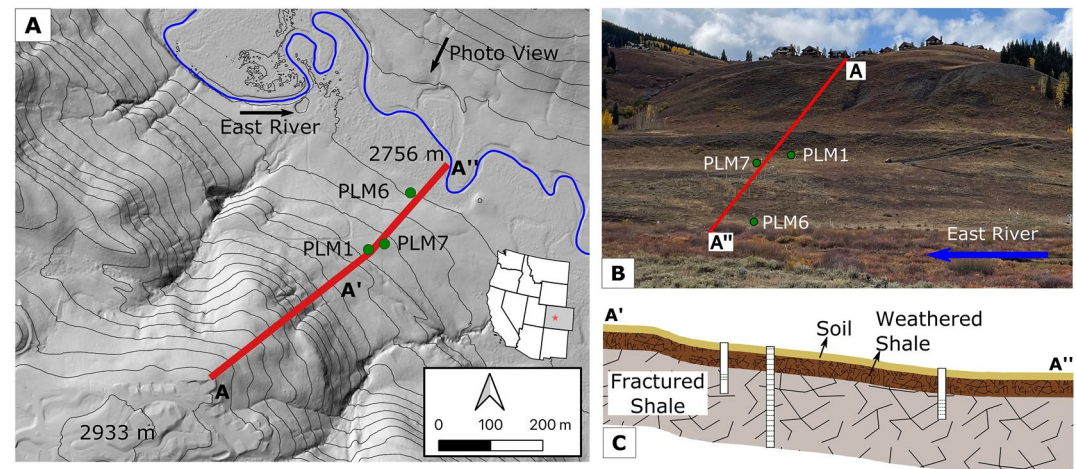 A
Photo View
East River
2756 m
A''
PLM6
PLM1
PLM7
A'
A
2933 m
0 100 200 m
A
PLM7
PLM1
PLM6
A''
East River
B
A'
Soil
Weathered
Shale
A''
Fractured
Shale
C